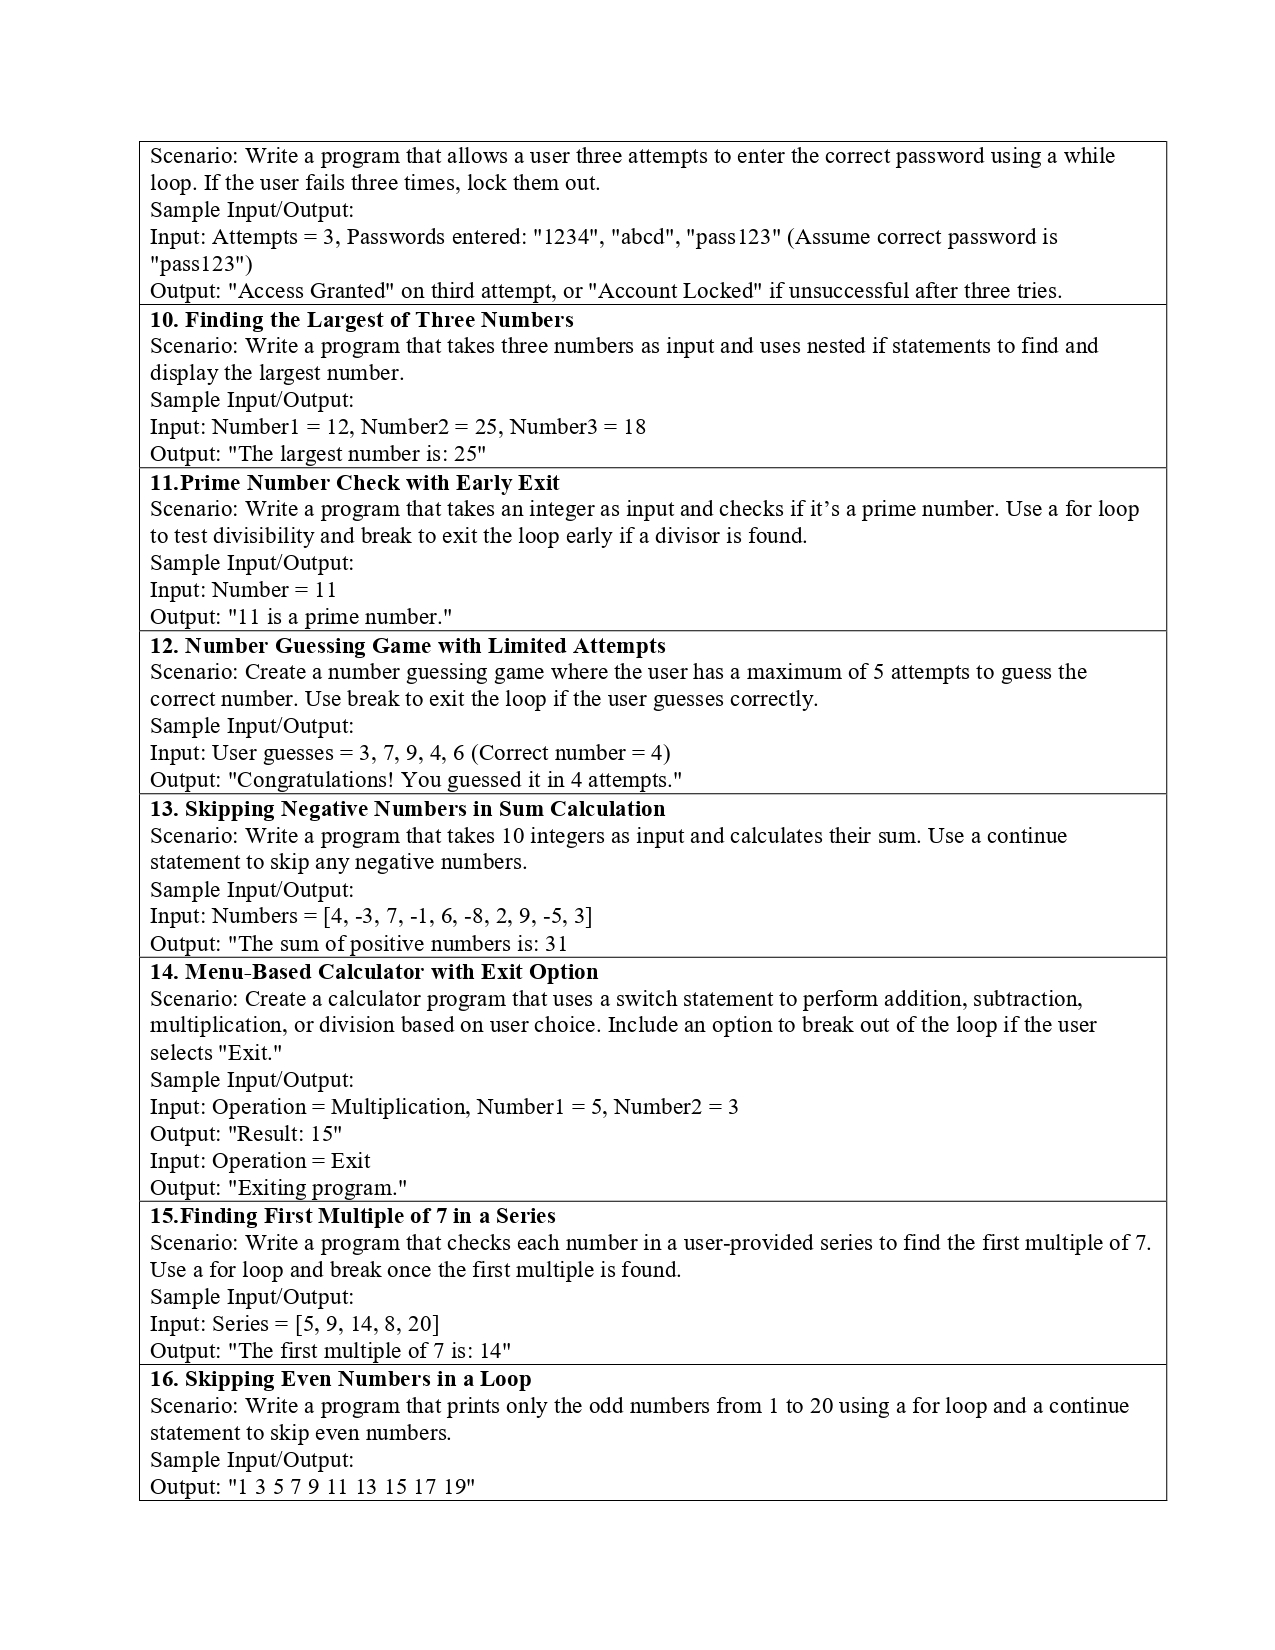 Scenario: Write a program that allows a user three attempts to enter the correct password using a while
loop. If the user fails three times, lock them out.
Sample Input/Output:
Input: Attempts = 3, Passwords entered: "1234", "abcd", "pass123" (Assume correct password is
"pass123")
Output: "Access Granted" on third attempt, or "Account Locked" if unsuccessful after three tries.
10. Finding the Largest of Three Numbers
Scenario: Write a program that takes three numbers as input and uses nested if statements to find and
display the largest number.
Sample Input/Output:
Input: Number1 = 12, Number2 = 25, Number3 = 18
Output: "The largest number is: 25"
11.Prime Number Check with Early Exit
Scenario: Write a program that takes an integer as input and checks if it’s a prime number. Use a for loop
to test divisibility and break to exit the loop early if a divisor is found.
Sample Input/Output:
Input: Number = 11
Output: "11 is a prime number."
12. Number Guessing Game with Limited Attempts
Scenario: Create a number guessing game where the user has a maximum of 5 attempts to guess the
correct number. Use break to exit the loop if the user guesses correctly.
Sample Input/Output:
Input: User guesses = 3, 7, 9, 4, 6 (Correct number = 4)
Output: "Congratulations! You guessed it in 4 attempts."
13. Skipping Negative Numbers in Sum Calculation
Scenario: Write a program that takes 10 integers as input and calculates their sum. Use a continue
statement to skip any negative numbers.
Sample Input/Output:
Input: Numbers = [4, -3, 7, -1, 6, -8, 2, 9, -5, 3]
Output: "The sum of positive numbers is: 31
14. Menu-Based Calculator with Exit Option
Scenario: Create a calculator program that uses a switch statement to perform addition, subtraction,
multiplication, or division based on user choice. Include an option to break out of the loop if the user
selects "Exit."
Sample Input/Output:
Input: Operation = Multiplication, Number1 = 5, Number2 = 3
Output: "Result: 15"
Input: Operation = Exit
Output: "Exiting program."
15.Finding First Multiple of 7 in a Series
Scenario: Write a program that checks each number in a user-provided series to find the first multiple of 7.
Use a for loop and break once the first multiple is found.
Sample Input/Output:
Input: Series = [5, 9, 14, 8, 20]
Output: "The first multiple of 7 is: 14"
16. Skipping Even Numbers in a Loop
Scenario: Write a program that prints only the odd numbers from 1 to 20 using a for loop and a continue
statement to skip even numbers.
Sample Input/Output:
Output: "1 3 5 7 9 11 13 15 17 19"